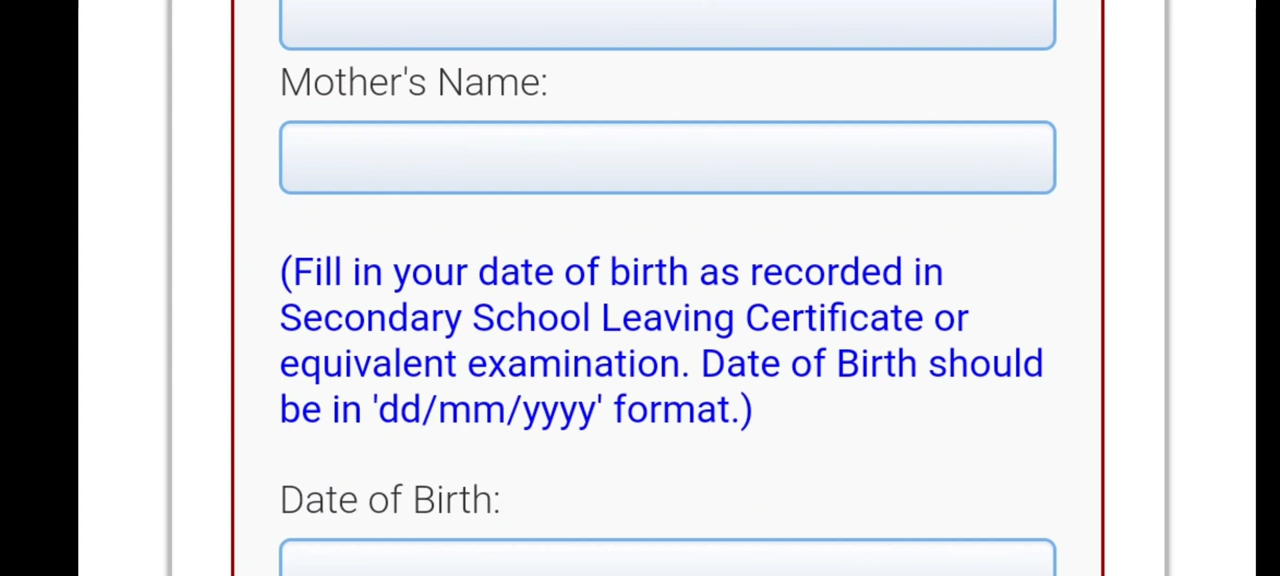 Mother's Name:
(Fill in your date of birth as recorded in
Secondary School Leaving Certificate or
equivalent examination. Date of Birth should
be in 'dd/mm/yyyy' format.)
Date of Birth: